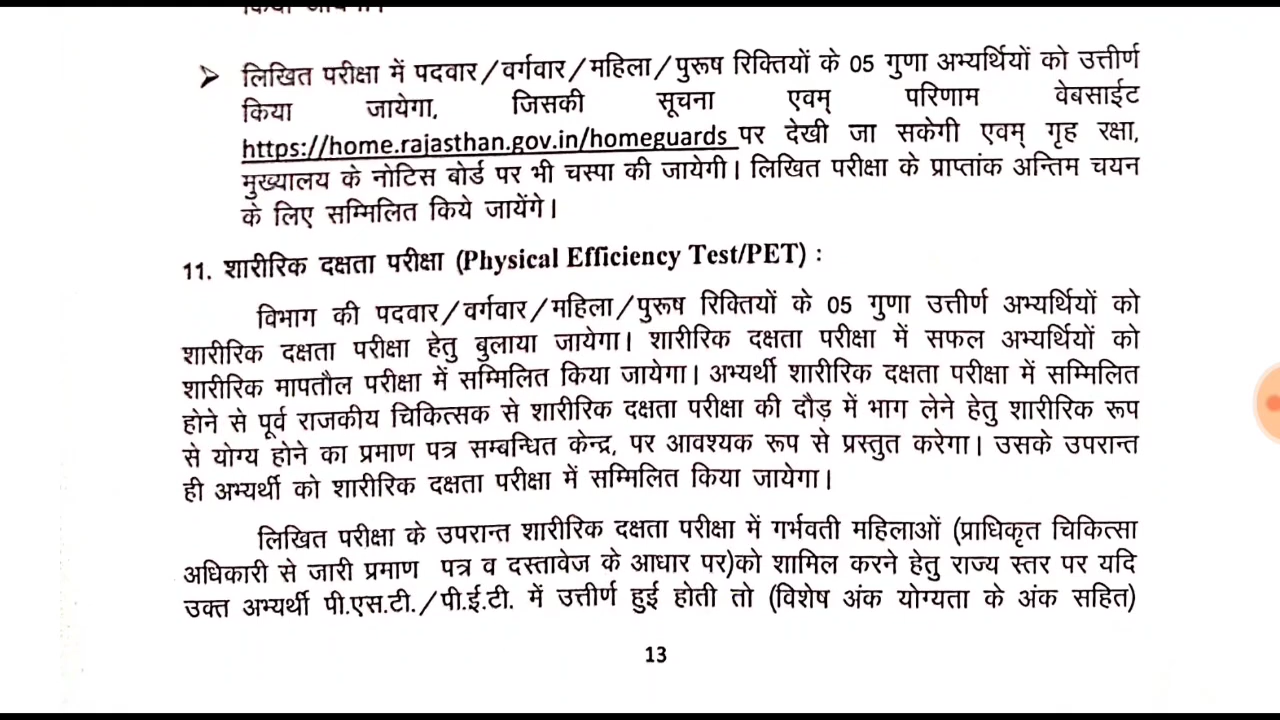 ➢ लिखित परीक्षा में पदवार/वर्गवार/महिला/पुरूष रिक्तियों के 05 गुणा अभ्यर्थियों को उत्तीर्ण
किया जायेगा, जिसकी सूचना एवम् परिणाम वेबसाईट
https://home.rajasthan.gov.in/homeguards पर देखी जा सकेगी एवम् गृह रक्षा,
मुख्यालय के नोटिस बोर्ड पर भी चस्पा की जायेगी। लिखित परीक्षा के प्राप्तांक अन्तिम चयन
के लिए सम्मिलित किये जायेंगे।
11. शारीरिक दक्षता परीक्षा (Physical Efficiency Test/PET) :
विभाग की पदवार/वर्गवार/महिला/पुरूष रिक्तियों के 05 गुणा उत्तीर्ण अभ्यर्थियों को
शारीरिक दक्षता परीक्षा हेतु बुलाया जायेगा। शारीरिक दक्षता परीक्षा में सफल अभ्यर्थियों को
शारीरिक मापतौल परीक्षा में सम्मिलित किया जायेगा। अभ्यर्थी शारीरिक दक्षता परीक्षा में सम्मिलित
होने से पूर्व राजकीय चिकित्सक से शारीरिक दक्षता परीक्षा की दौड़ में भाग लेने हेतु शारीरिक रूप
से योग्य होने का प्रमाण पत्र सम्बन्धित केन्द्र, पर आवश्यक रूप से प्रस्तुत करेगा। उसके उपरान्त
ही अभ्यर्थी को शारीरिक दक्षता परीक्षा में सम्मिलित किया जायेगा।
लिखित परीक्षा के उपरान्त शारीरिक दक्षता परीक्षा में गर्भवती महिलाओं (प्राधिकृत चिकित्सा
अधिकारी से जारी प्रमाण पत्र व दस्तावेज के आधार पर)को शामिल करने हेतु राज्य स्तर पर यदि
उक्त अभ्यर्थी पी.एस.टी./पी.ई.टी. में उत्तीर्ण हुई होती तो (विशेष अंक योग्यता के अंक सहित)
13